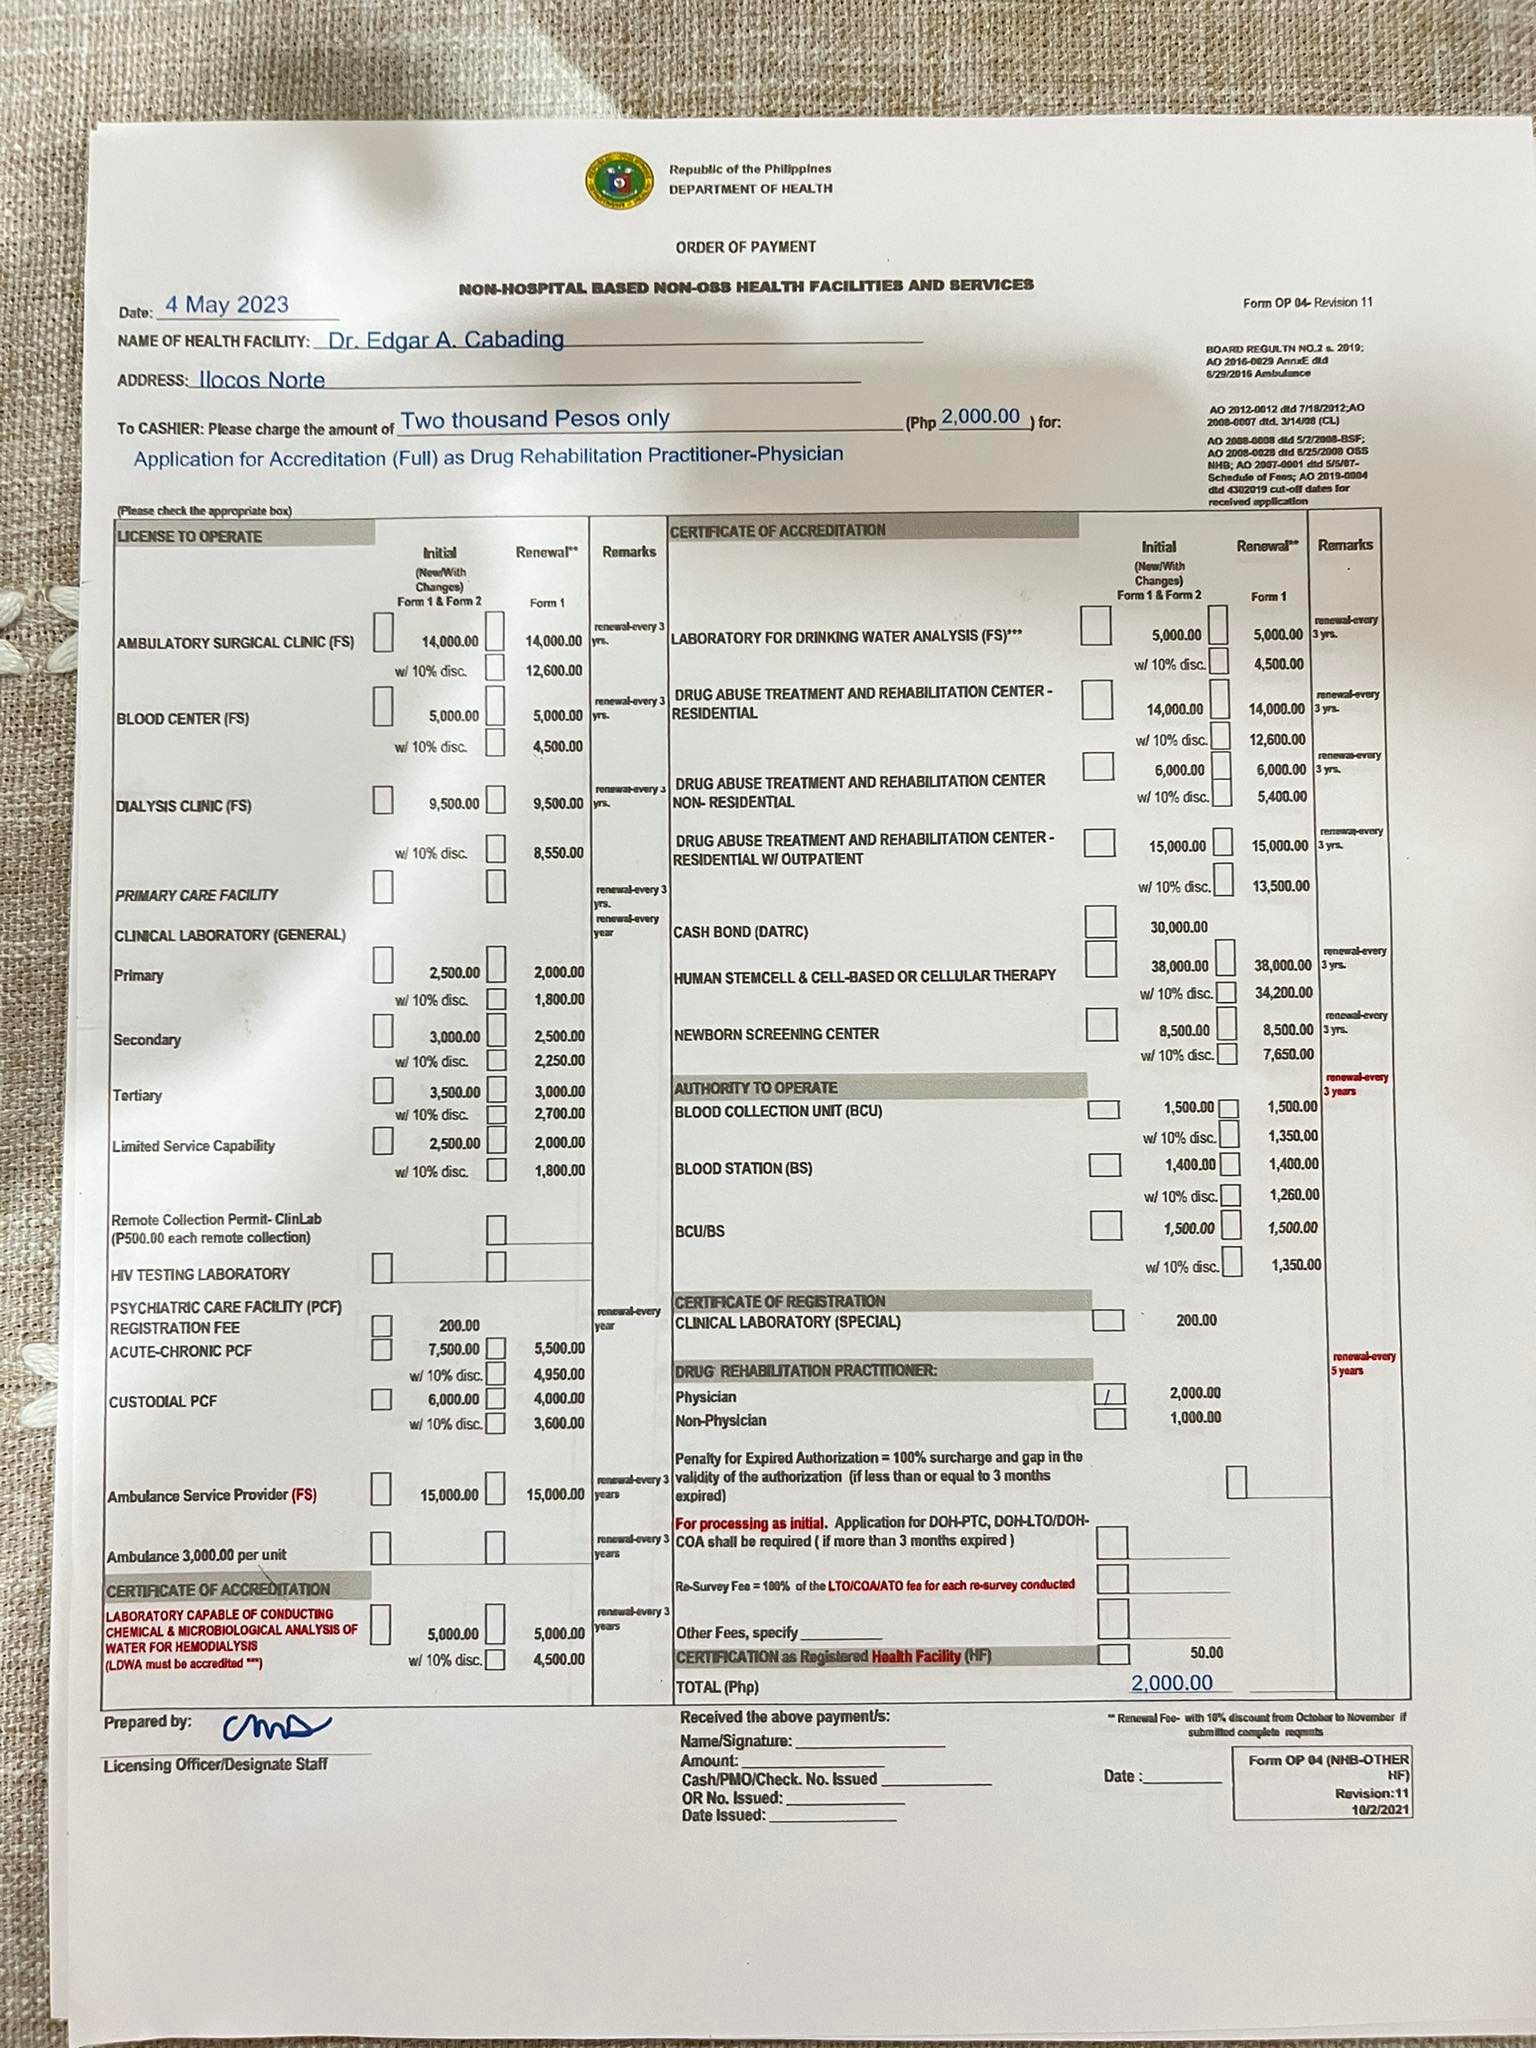 Republic of the Philippines
DEPARTMENT OF HEALTH
ORDER OF PAYMENT
NON-HOSPITAL BASED NON-OSS HEALTH FACILITIES AND SERVICES
Form OP 04- Revision 11
Date: 4 May 2023
NAME OF HEALTH FACILITY: Dr. Edgar A. Cabading
ADDRESS: Ilocos Norte
BOARD REGULTN NO.2 s. 2019;
AO 2016-0029 AnnxE dtd
6/29/2016 Ambulance
To CASHIER: Please charge the amount of Two thousand Pesos only (Php 2,000.00 ) for:
Application for Accreditation (Full) as Drug Rehabilitation Practitioner-Physician
AO 2012-0012 dtd 7/18/2012;AO
2008-0007 dtd. 3/14/08 (CL)
AO 2008-0008 dtd 5/2/2008-BSF;
AO 2008-0028 dtd 8/25/2008 OSS
NHB; AO 2007-0001 dtd 5/5/07-
Schedule of Fees; AO 2019-0004
dtd 4302019 cut-off dates for
received application
(Please check the appropriate box)
LICENSE TO OPERATE
Initial Renewal** Remarks
(New/With
Changes)
Form 1 & Form 2 Form 1
AMBULATORY SURGICAL CLINIC (FS) 14,000.00 14,000.00 renewal-every 3 yrs.
w/ 10% disc. 12,600.00
BLOOD CENTER (FS) 5,000.00 5,000.00 renewal-every 3 yrs.
w/ 10% disc. 4,500.00
DIALYSIS CLINIC (FS) 9,500.00 9,500.00 renewal-every 3 yrs.
w/ 10% disc. 8,550.00
PRIMARY CARE FACILITY renewal-every 3 yrs.
CLINICAL LABORATORY (GENERAL) renewal-every year
Primary 2,500.00 2,000.00
w/ 10% disc. 1,800.00
Secondary 3,000.00 2,500.00
w/ 10% disc. 2,250.00
Tertiary 3,500.00 3,000.00
w/ 10% disc. 2,700.00
Limited Service Capability 2,500.00 2,000.00
w/ 10% disc. 1,800.00
Remote Collection Permit- ClinLab
(P500.00 each remote collection)
HIV TESTING LABORATORY
PSYCHIATRIC CARE FACILITY (PCF) renewal-every year
REGISTRATION FEE 200.00
ACUTE-CHRONIC PCF 7,500.00 5,500.00
w/ 10% disc. 4,950.00
CUSTODIAL PCF 6,000.00 4,000.00
w/ 10% disc. 3,600.00
Ambulance Service Provider (FS) 15,000.00 15,000.00 renewal-every 3 years
Ambulance 3,000.00 per unit renewal-every 3 years
CERTIFICATE OF ACCREDITATION
LABORATORY CAPABLE OF CONDUCTING
CHEMICAL & MICROBIOLOGICAL ANALYSIS OF
WATER FOR HEMODIALYSIS
(LDWA must be accredited ***)
5,000.00 5,000.00 renewal-every 3 years
w/ 10% disc. 4,500.00
CERTIFICATE OF ACCREDITATION
Initial Renewal** Remarks
(New/With
Changes)
Form 1 & Form 2 Form 1
LABORATORY FOR DRINKING WATER ANALYSIS (FS)*** 5,000.00 5,000.00 renewal-every 3 yrs.
w/ 10% disc. 4,500.00
DRUG ABUSE TREATMENT AND REHABILITATION CENTER -
RESIDENTIAL 14,000.00 14,000.00 renewal-every 3 yrs.
w/ 10% disc. 12,600.00
DRUG ABUSE TREATMENT AND REHABILITATION CENTER
NON- RESIDENTIAL 6,000.00 6,000.00 renewal-every 3 yrs.
w/ 10% disc. 5,400.00
DRUG ABUSE TREATMENT AND REHABILITATION CENTER -
RESIDENTIAL W/ OUTPATIENT 15,000.00 15,000.00 renewal-every 3 yrs.
w/ 10% disc. 13,500.00
CASH BOND (DATRC) 30,000.00
HUMAN STEMCELL & CELL-BASED OR CELLULAR THERAPY 38,000.00 38,000.00 renewal-every 3 yrs.
w/ 10% disc. 34,200.00
NEWBORN SCREENING CENTER 8,500.00 8,500.00 renewal-every 3 yrs.
w/ 10% disc. 7,650.00
AUTHORITY TO OPERATE renewal-every 3 years
BLOOD COLLECTION UNIT (BCU) 1,500.00 1,500.00
w/ 10% disc. 1,350.00
BLOOD STATION (BS) 1,400.00 1,400.00
w/ 10% disc. 1,260.00
BCU/BS 1,500.00 1,500.00
w/ 10% disc. 1,350.00
CERTIFICATE OF REGISTRATION
CLINICAL LABORATORY (SPECIAL) 200.00
DRUG REHABILITATION PRACTITIONER: renewal-every 5 years
Physician / 2,000.00
Non-Physician 1,000.00
Penalty for Expired Authorization = 100% surcharge and gap in the
validity of the authorization (if less than or equal to 3 months
expired)
For processing as initial. Application for DOH-PTC, DOH-LTO/DOH-
COA shall be required ( if more than 3 months expired )
Re-Survey Fee = 100% of the LTO/COA/ATO fee for each re-survey conducted
Other Fees, specify
CERTIFICATION as Registered Health Facility (HF) 50.00
TOTAL (Php) 2,000.00
Prepared by:
Licensing Officer/Designate Staff
Received the above payment/s:
Name/Signature:
Amount:
Cash/PMO/Check. No. Issued
OR No. Issued:
Date Issued:
** Renewal Fee- with 10% discount from October to November if
submitted complete reqmnts
Date :
Form OP 04 (NHB-OTHER
HF)
Revision:11
10/2/2021